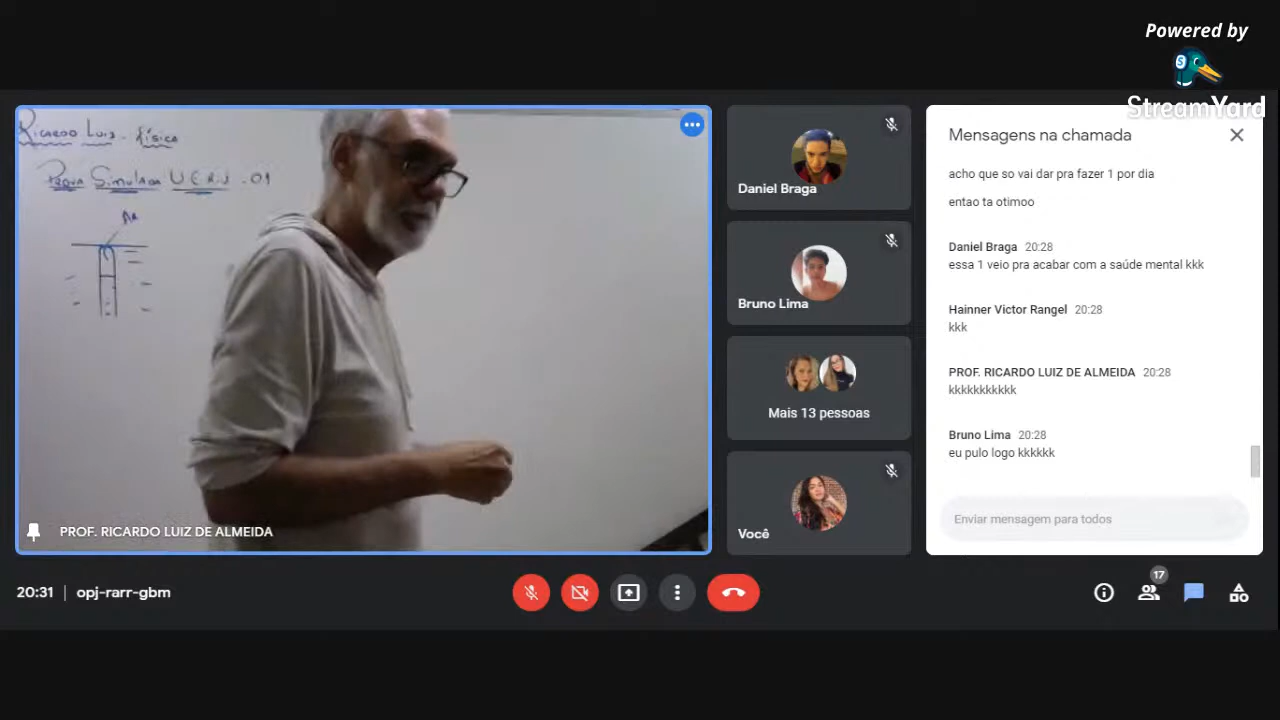 Powered by
StreamYard
Ricardo Luis - Física
Prova Simulada U E R J - 01
AR
PROF. RICARDO LUIZ DE ALMEIDA
Daniel Braga
Bruno Lima
Mais 13 pessoas
Você
Mensagens na chamada
acho que so vai dar pra fazer 1 por dia
entao ta otimoo
Daniel Braga 20:28
essa 1 veio pra acabar com a saúde mental kkk
Hainner Victor Rangel 20:28
kkk
PROF. RICARDO LUIZ DE ALMEIDA 20:28
kkkkkkkkkkk
Bruno Lima 20:28
eu pulo logo kkkkkk
Enviar mensagem para todos
20:31 | opj-rarr-gbm
17